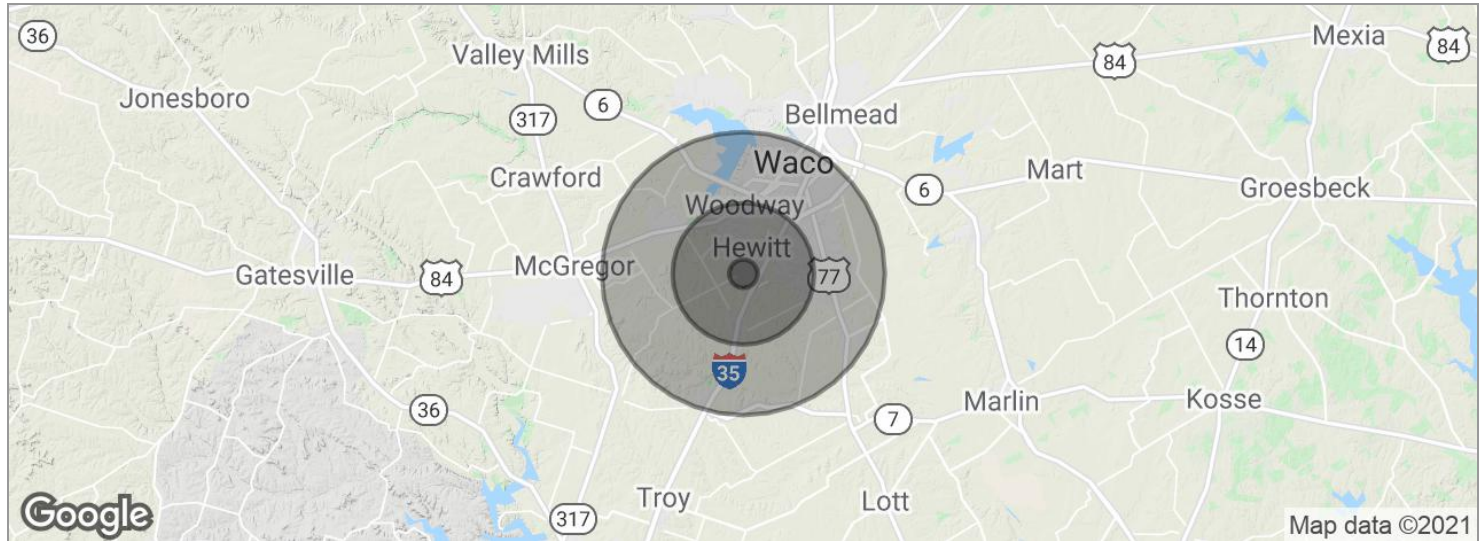 36
Valley Mills
84
Mexia
84
Jonesboro
6
317
Bellmead
Waco
Crawford
6
Mart
Groesbeck
Woodway
Hewitt
Gatesville
84
McGregor
77
Thornton
14
35
36
7
Marlin
Kosse
Troy
Lott
317
Google
Map data ©2021